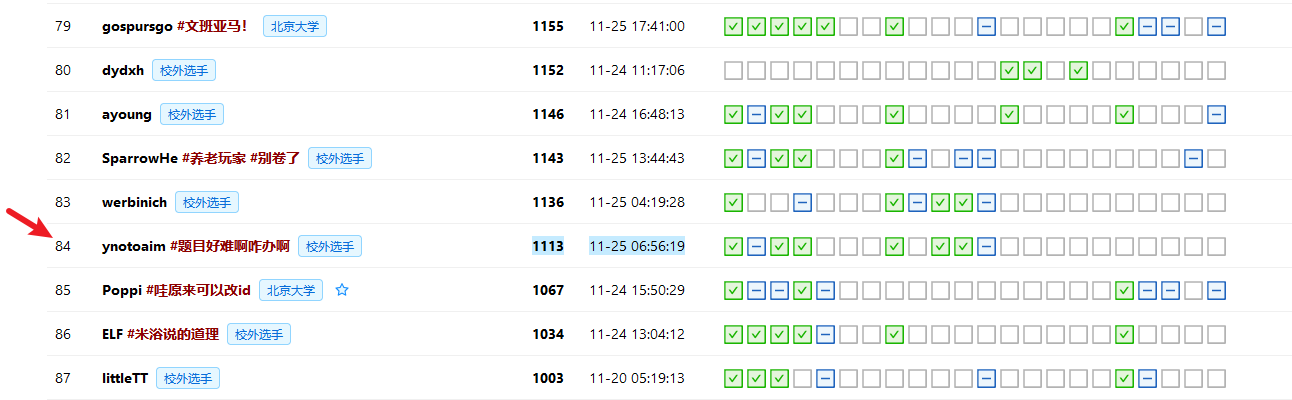 79 gospursgo #文班亚马！ 北京大学 1155 11-25 17:41:00
80 dydxh 校外选手 1152 11-24 11:17:06
81 ayoung 校外选手 1146 11-24 16:48:13
82 SparrowHe #养老玩家 #别卷了 校外选手 1143 11-25 13:44:43
83 werbinich 校外选手 1136 11-25 04:19:28
84 ynotoaim #题目好难啊咋办啊 校外选手 1113 11-25 06:56:19
85 Poppi #哇原来可以改id 北京大学 1067 11-24 15:50:29
86 ELF #米浴说的道理 校外选手 1034 11-24 13:04:12
87 littleTT 校外选手 1003 11-20 05:19:13